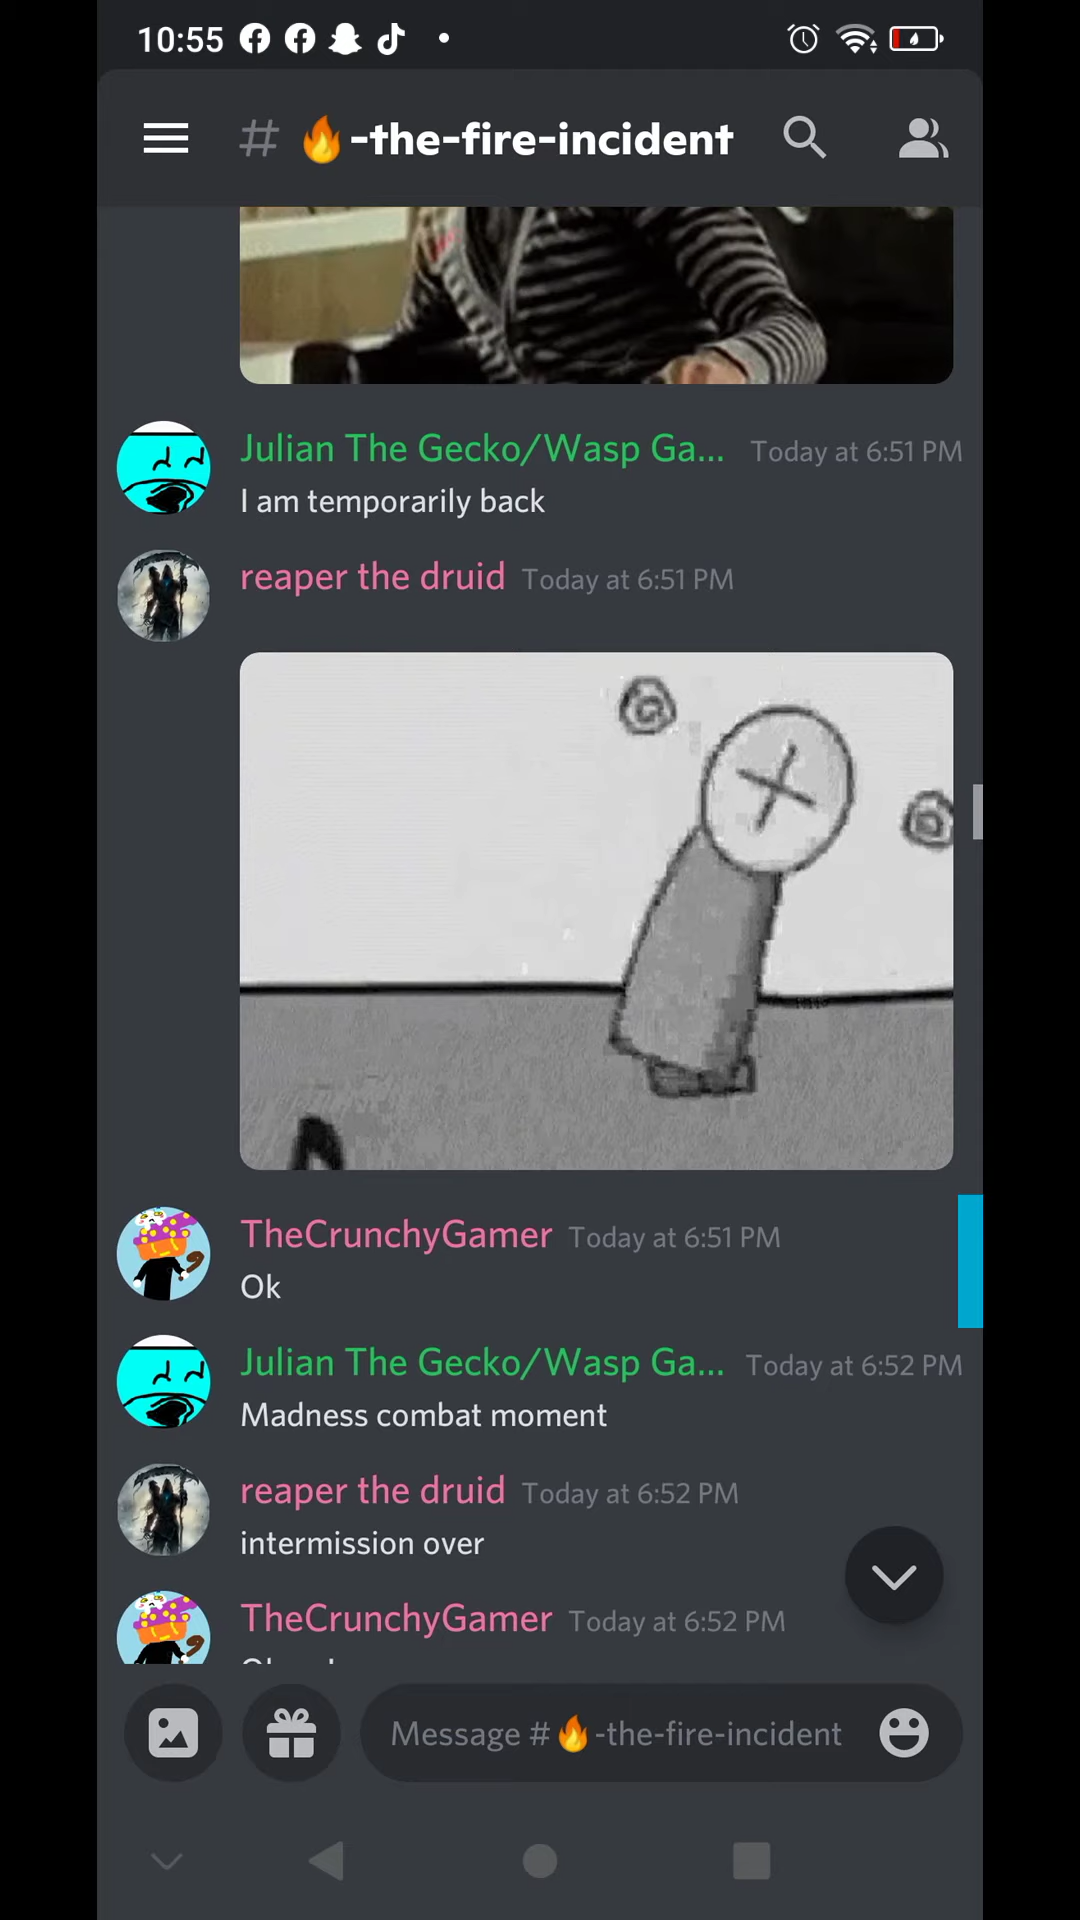 10:55
# 🔥-the-fire-incident
Julian The Gecko/Wasp Ga... Today at 6:51 PM
I am temporarily back
reaper the druid Today at 6:51 PM
TheCrunchyGamer Today at 6:51 PM
Ok
Julian The Gecko/Wasp Ga... Today at 6:52 PM
Madness combat moment
reaper the druid Today at 6:52 PM
intermission over
TheCrunchyGamer Today at 6:52 PM
Message #🔥-the-fire-incident